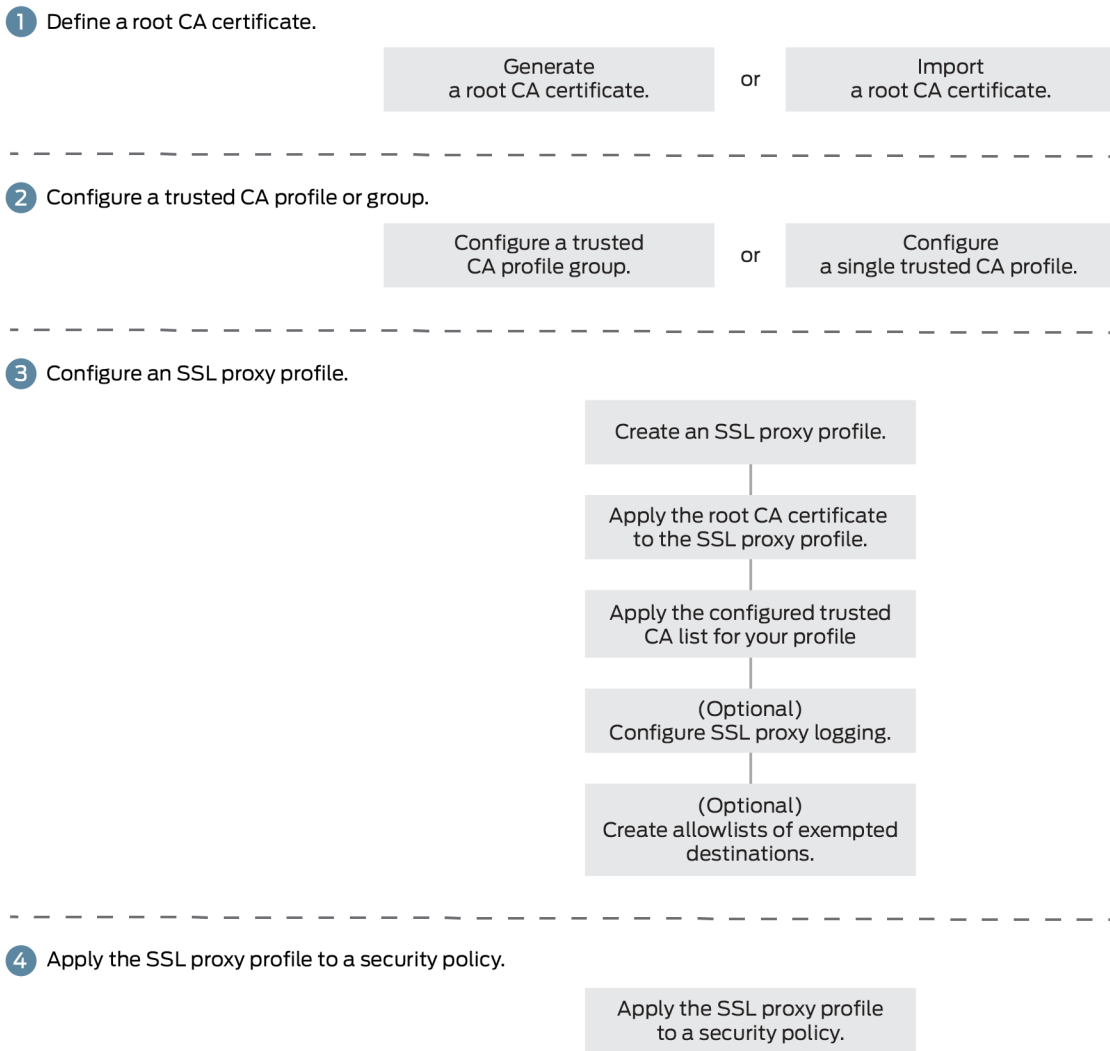 1 Define a root CA certificate.
Generate
a root CA certificate.
or
Import
a root CA certificate.
2 Configure a trusted CA profile or group.
Configure a trusted
CA profile group.
or
Configure
a single trusted CA profile.
3 Configure an SSL proxy profile.
Create an SSL proxy profile.
Apply the root CA certificate
to the SSL proxy profile.
Apply the configured trusted
CA list for your profile
(Optional)
Configure SSL proxy logging.
(Optional)
Create allowlists of exempted
destinations.
4 Apply the SSL proxy profile to a security policy.
Apply the SSL proxy profile
to a security policy.